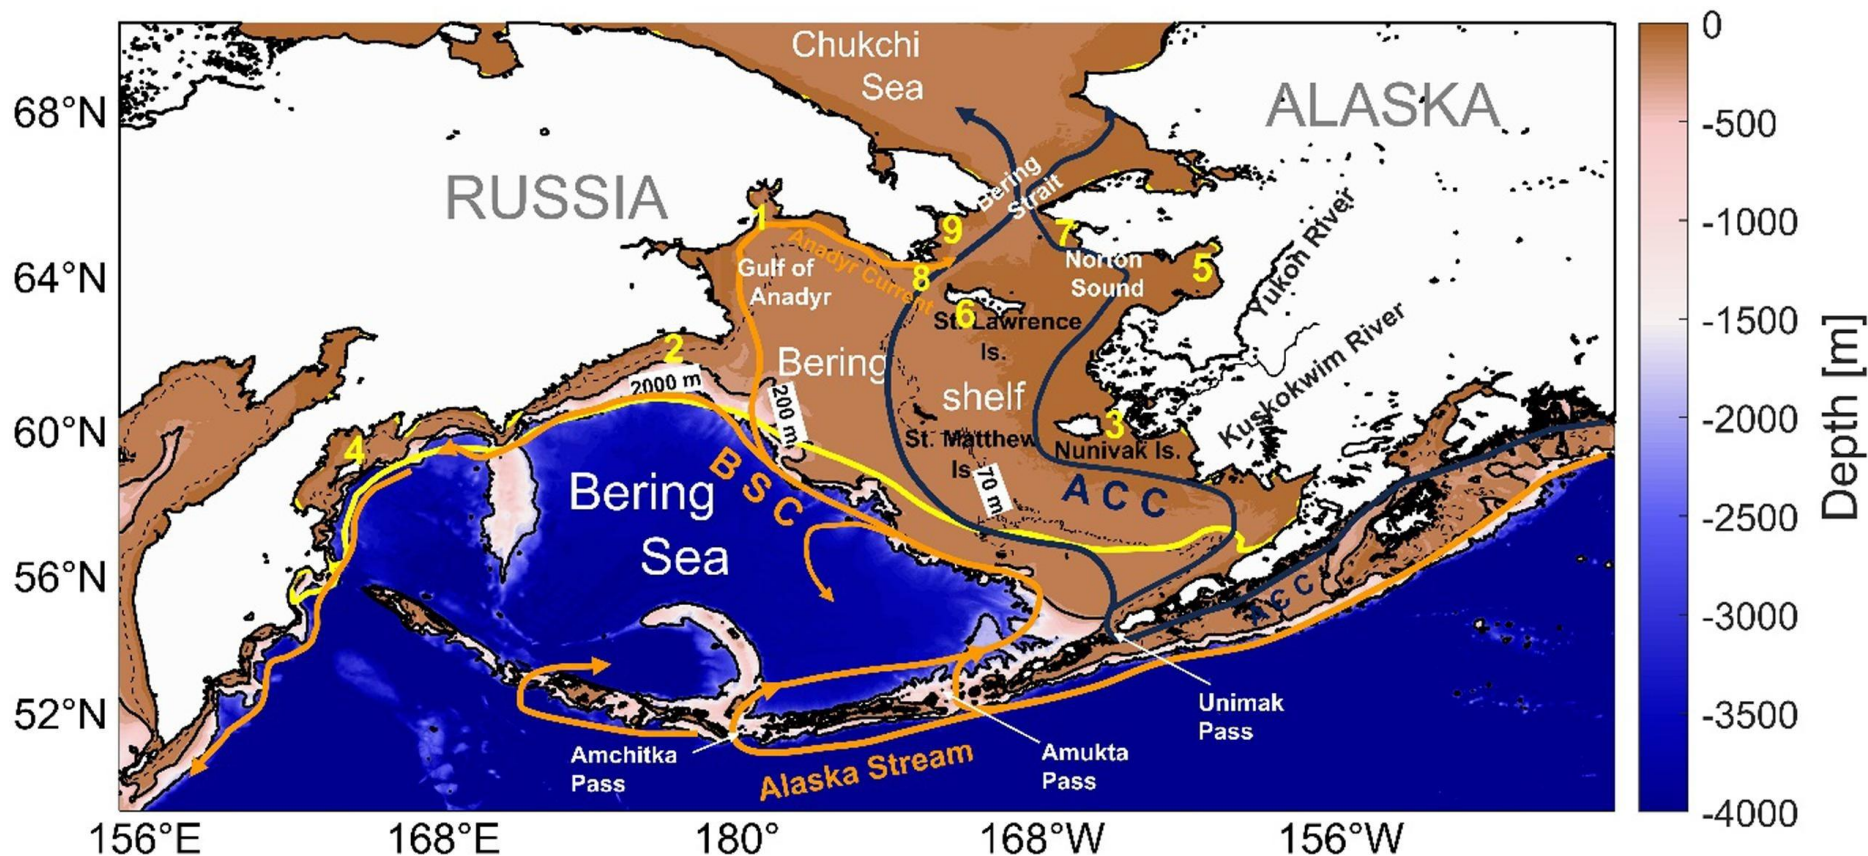 Chukchi
Sea
ALASKA
RUSSIA
Bering
Strait
1
9
7
Anadyr Current
Gulf of
Anadyr
8
Norton
Sound
5
6
St. Lawrence
Is.
Yukon River
Kuskokwim River
2
Bering
shelf
2000 m
200 m
4
3
St. Matthew
Is.
Nunivak Is.
70 m
BSC
ACC
Bering
Sea
ACC
Unimak
Pass
Amchitka
Pass
Amukta
Pass
Alaska Stream
68°N
64°N
60°N
56°N
52°N
156°E
168°E
180°
168°W
156°W
0
-500
-1000
-1500
-2000
-2500
-3000
-3500
-4000
Depth [m]